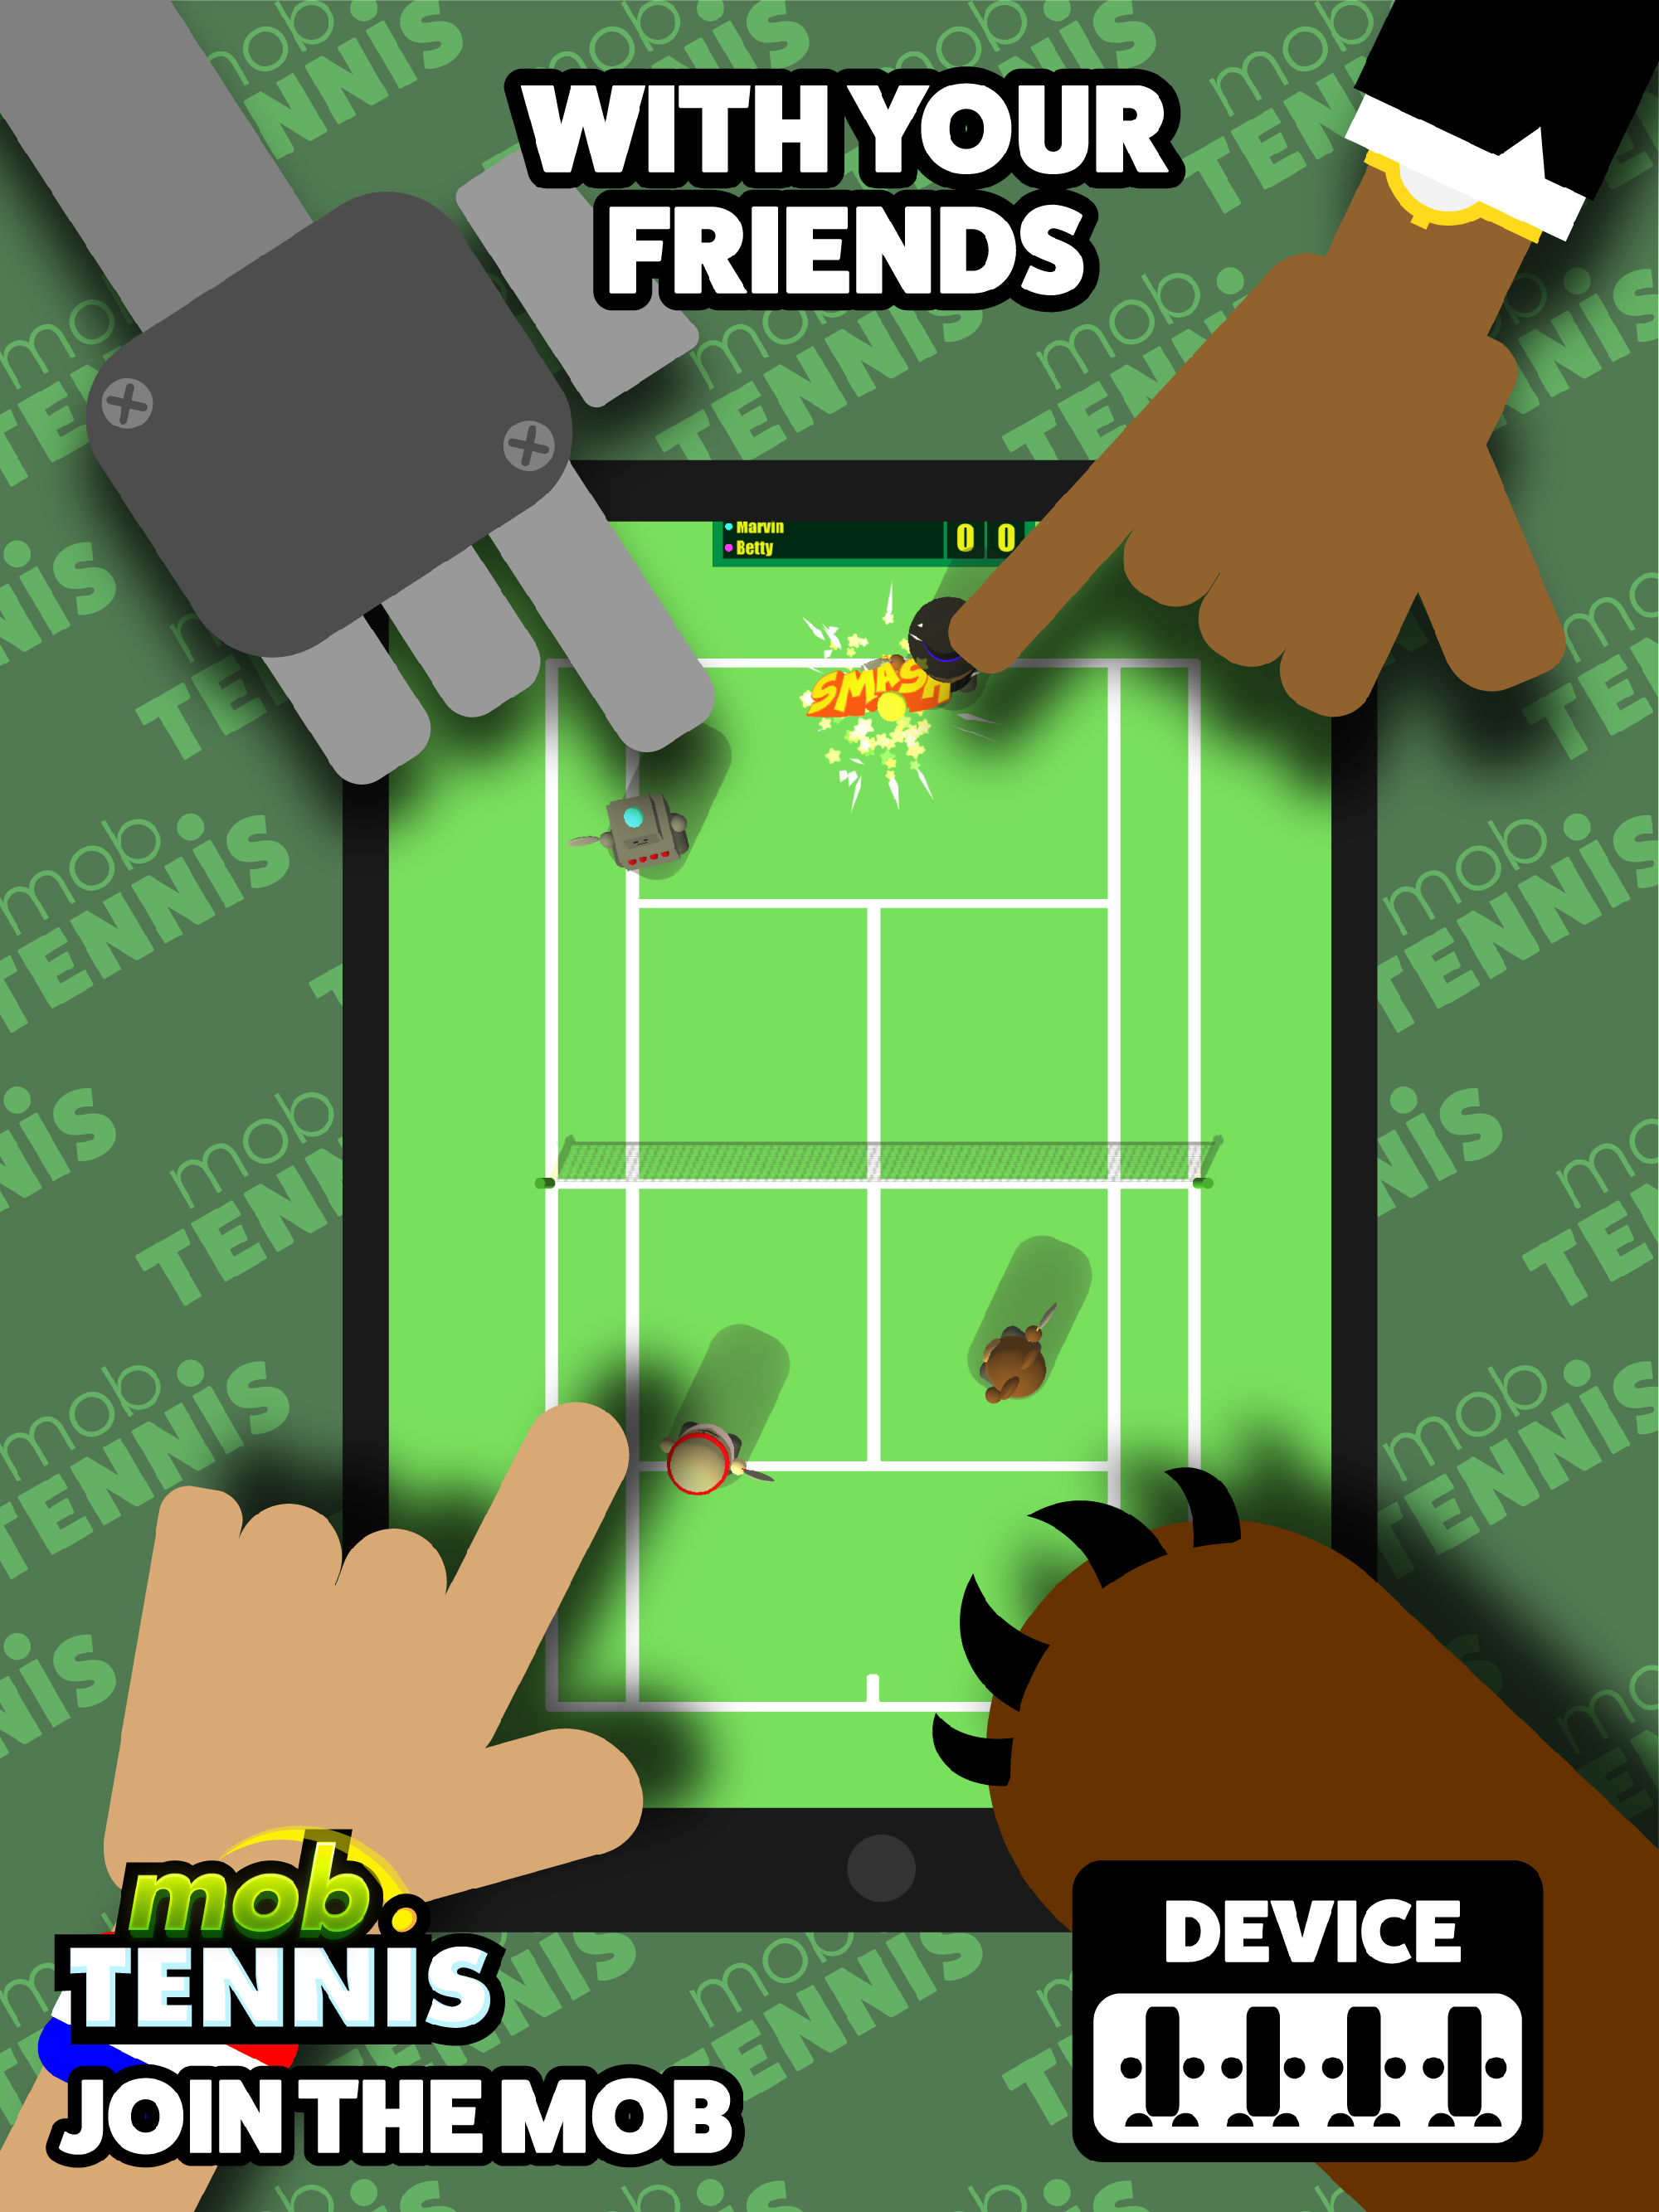 WITH YOUR
FRIENDS
Marvin 0 0
Betty
SMASH
mob
TENNIS
JOIN THE MOB
DEVICE